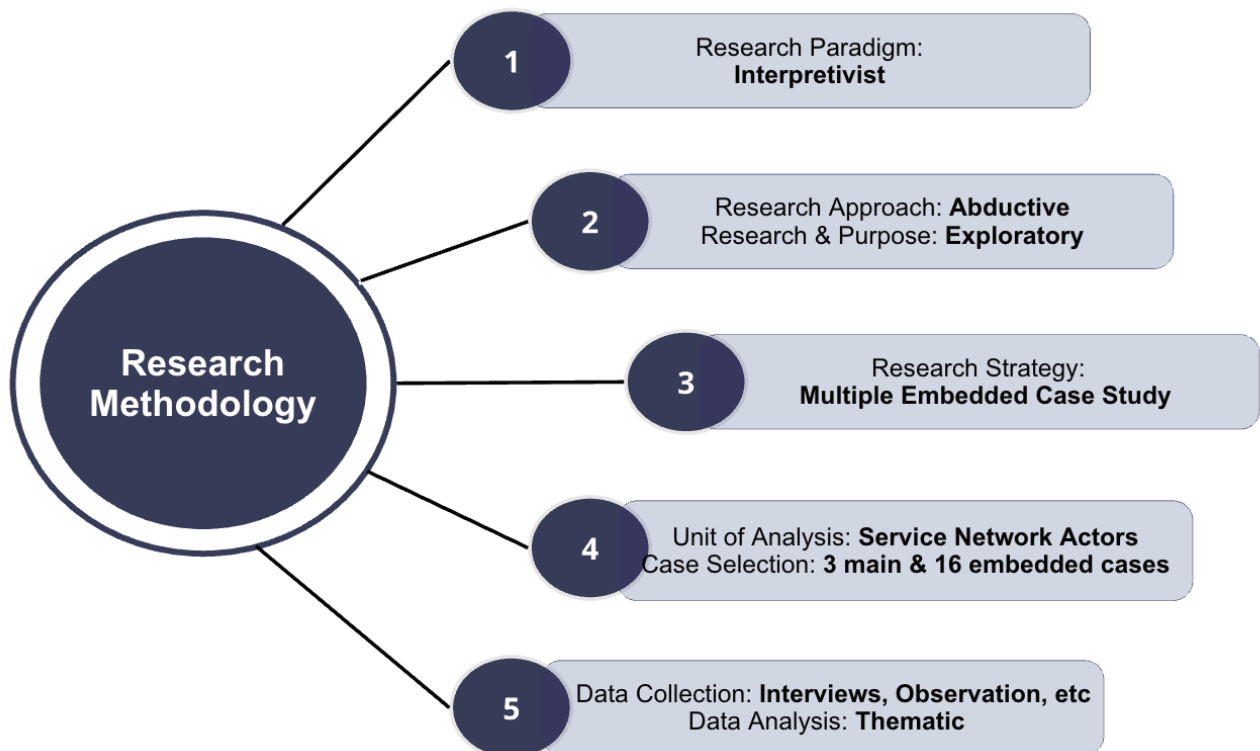 Research
Methodology
1
Research Paradigm:
Interpretivist
2
Research Approach: Abductive
Research & Purpose: Exploratory
3
Research Strategy:
Multiple Embedded Case Study
4
Unit of Analysis: Service Network Actors
Case Selection: 3 main & 16 embedded cases
5
Data Collection: Interviews, Observation, etc
Data Analysis: Thematic